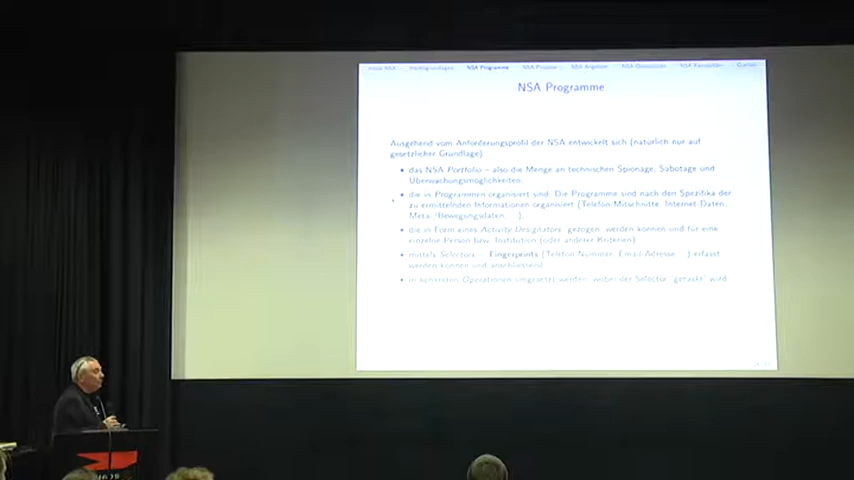 NSA Programme
NSA Programme
Ausgehend vom Anforderungsprofil der NSA entwickelt sich (natürlich nur auf
gesetzlicher Grundlage)
• das NSA Portfolio – also die Menge an technischen Spionage, Sabotage und
Überwachungsmöglichkeiten,
• die in Programmen organisiert sind. Die Programme sind nach den Spezifika der
zu ermittelnden Informationen organisiert (Telefon Mitschnitte, Internet-Daten,
Meta-/Bewegungsdaten, ...),
• die in Form eines Activity Designators gezogen werden können und für eine
einzelne Person bzw. Institution (oder anderer Kriterien)
• mittels Selectors – Fingerprints (Telefon Nummer, Email-Adresse ...) erfasst
werden können und anschliessend
• in konkreten Operationen umgesetzt werden, wobei der Selector 'getaskt' wird.